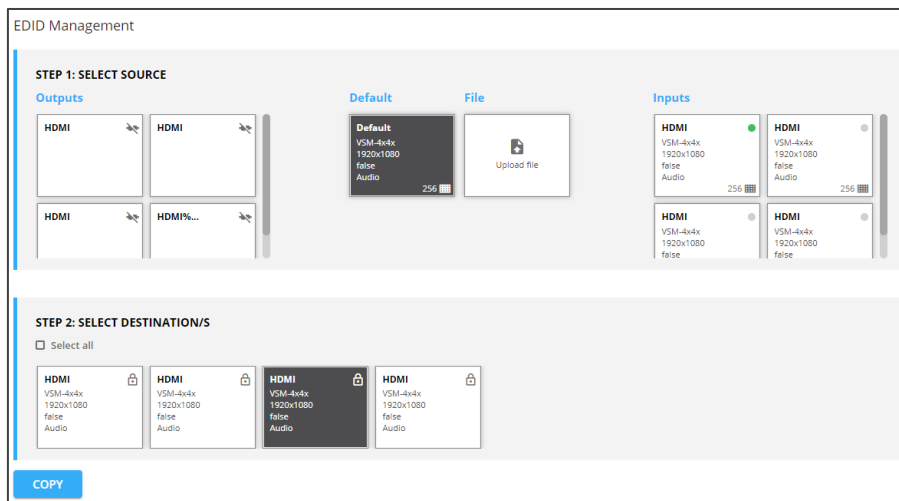 EDID Management
STEP 1: SELECT SOURCE
Outputs
HDMI
HDMI
HDMI
HDMI%...
Default
Default
VSM-4x4x
1920x1080
false
Audio
256
File
Upload file
Inputs
HDMI
VSM-4x4x
1920x1080
false
Audio
256
HDMI
VSM-4x4x
1920x1080
false
Audio
256
HDMI
VSM-4x4x
1920x1080
false
HDMI
VSM-4x4x
1920x1080
false
STEP 2: SELECT DESTINATION/S
Select all
HDMI
VSM-4x4x
1920x1080
false
Audio
HDMI
VSM-4x4x
1920x1080
false
Audio
HDMI
VSM-4x4x
1920x1080
false
Audio
HDMI
VSM-4x4x
1920x1080
false
Audio
COPY